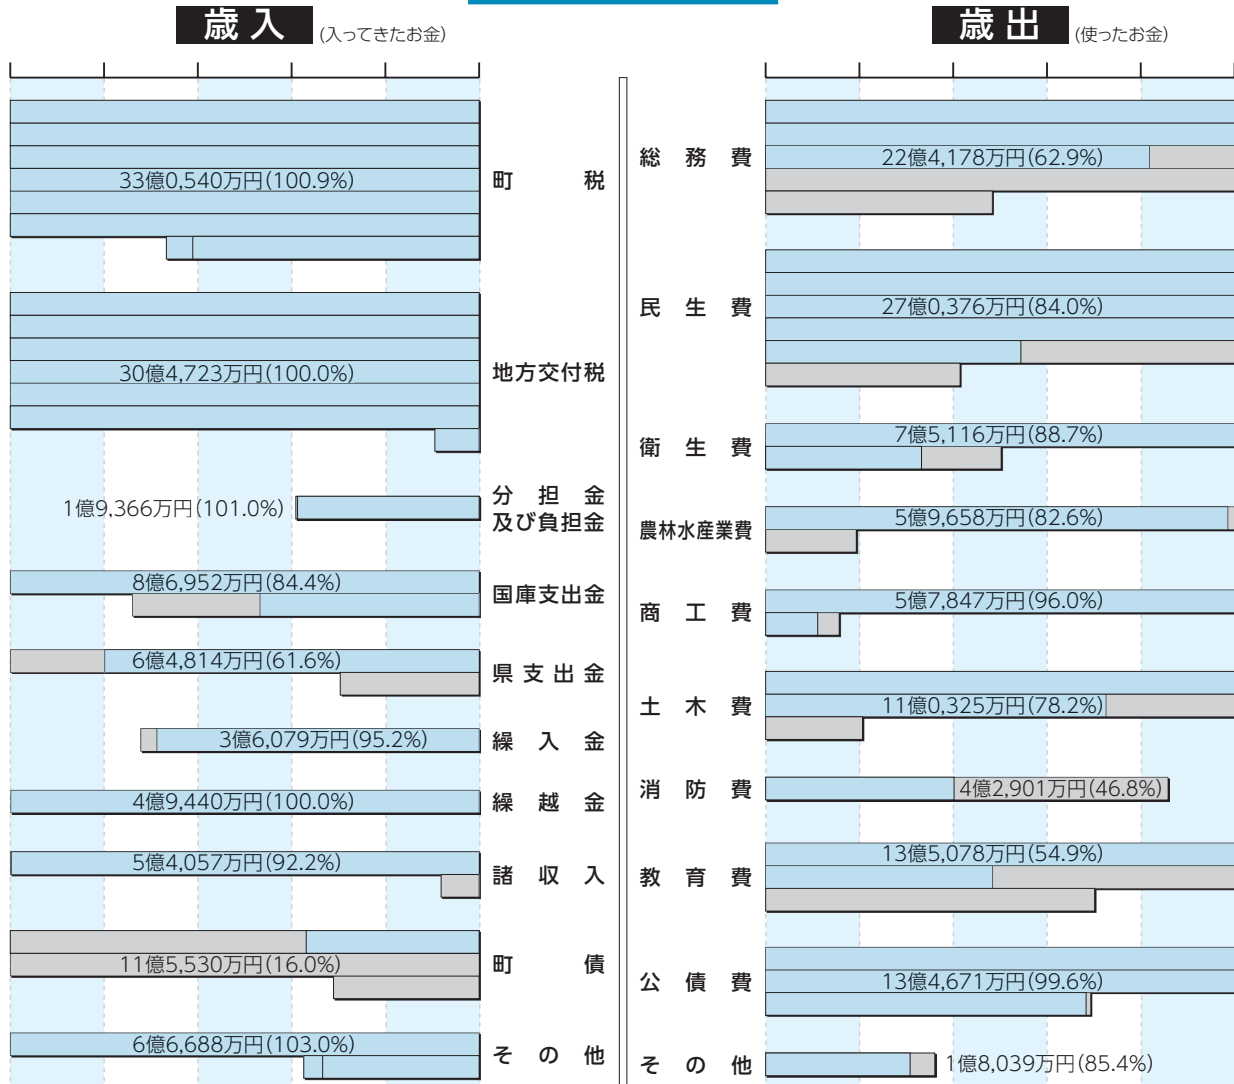 歳入 (入ってきたお金)
33億0,540万円(100.9%) 町税
30億4,723万円(100.0%) 地方交付税
1億9,366万円(101.0%) 分担金
及び負担金
8億6,952万円(84.4%) 国庫支出金
6億4,814万円(61.6%) 県支出金
3億6,079万円(95.2%) 繰入金
4億9,440万円(100.0%) 繰越金
5億4,057万円(92.2%) 諸収入
11億5,530万円(16.0%) 町債
6億6,688万円(103.0%) その他
歳出 (使ったお金)
総務費 22億4,178万円(62.9%)
民生費 27億0,376万円(84.0%)
衛生費 7億5,116万円(88.7%)
農林水産業費 5億9,658万円(82.6%)
商工費 5億7,847万円(96.0%)
土木費 11億0,325万円(78.2%)
消防費 4億2,901万円(46.8%)
教育費 13億5,078万円(54.9%)
公債費 13億4,671万円(99.6%)
その他 1億8,039万円(85.4%)